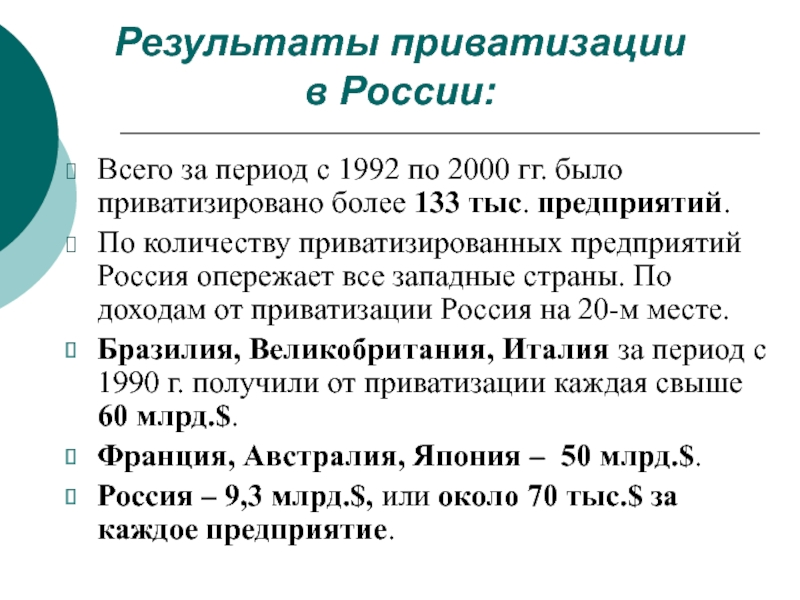 Результаты приватизации
в России:
Всего за период с 1992 по 2000 гг. было
приватизировано более 133 тыс. предприятий.
По количеству приватизированных предприятий
Россия опережает все западные страны. По
доходам от приватизации Россия на 20-м месте.
Бразилия, Великобритания, Италия за период с
1990 г. получили от приватизации каждая свыше
60 млрд.$.
Франция, Австралия, Япония – 50 млрд.$.
Россия – 9,3 млрд.$, или около 70 тыс.$ за
каждое предприятие.